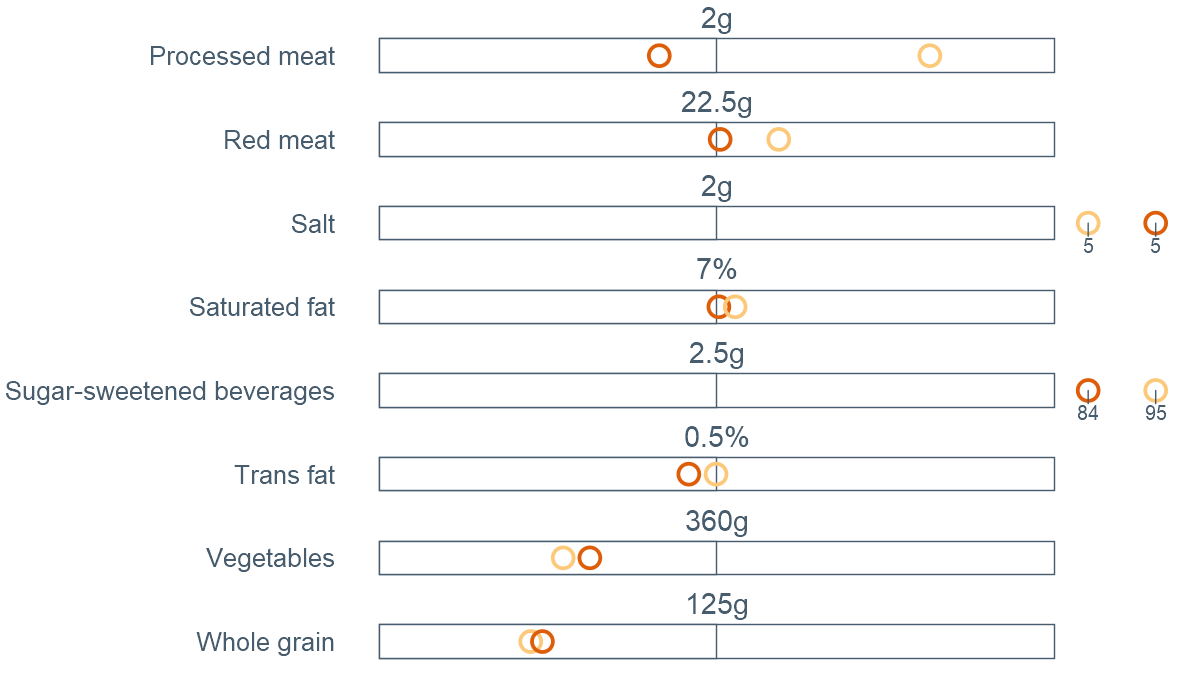 2g
Processed meat
22.5g
Red meat
2g
Salt
5 5
7%
Saturated fat
2.5g
Sugar-sweetened beverages
84 95
0.5%
Trans fat
360g
Vegetables
125g
Whole grain